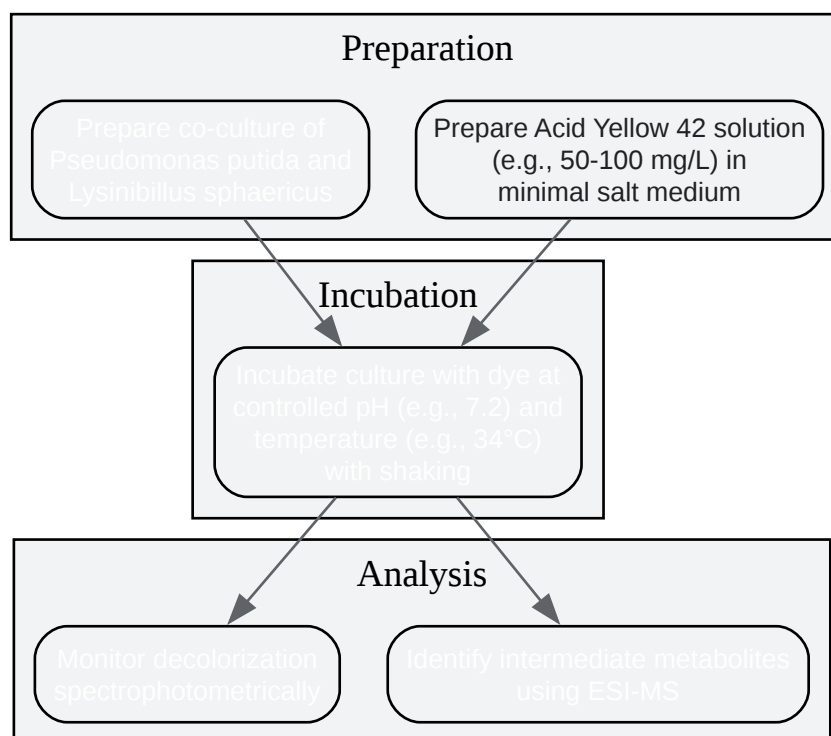 Preparation
Prepare co-culture of
Pseudomonas putida and
Lysinibillus sphaericus
Prepare Acid Yellow 42 solution
(e.g., 50-100 mg/L) in
minimal salt medium
Incubation
Incubate culture with dye at
controlled pH (e.g., 7.2) and
temperature (e.g., 34°C)
with shaking
Analysis
Monitor decolorization
spectrophotometrically
Identify intermediate metabolites
using ESI-MS